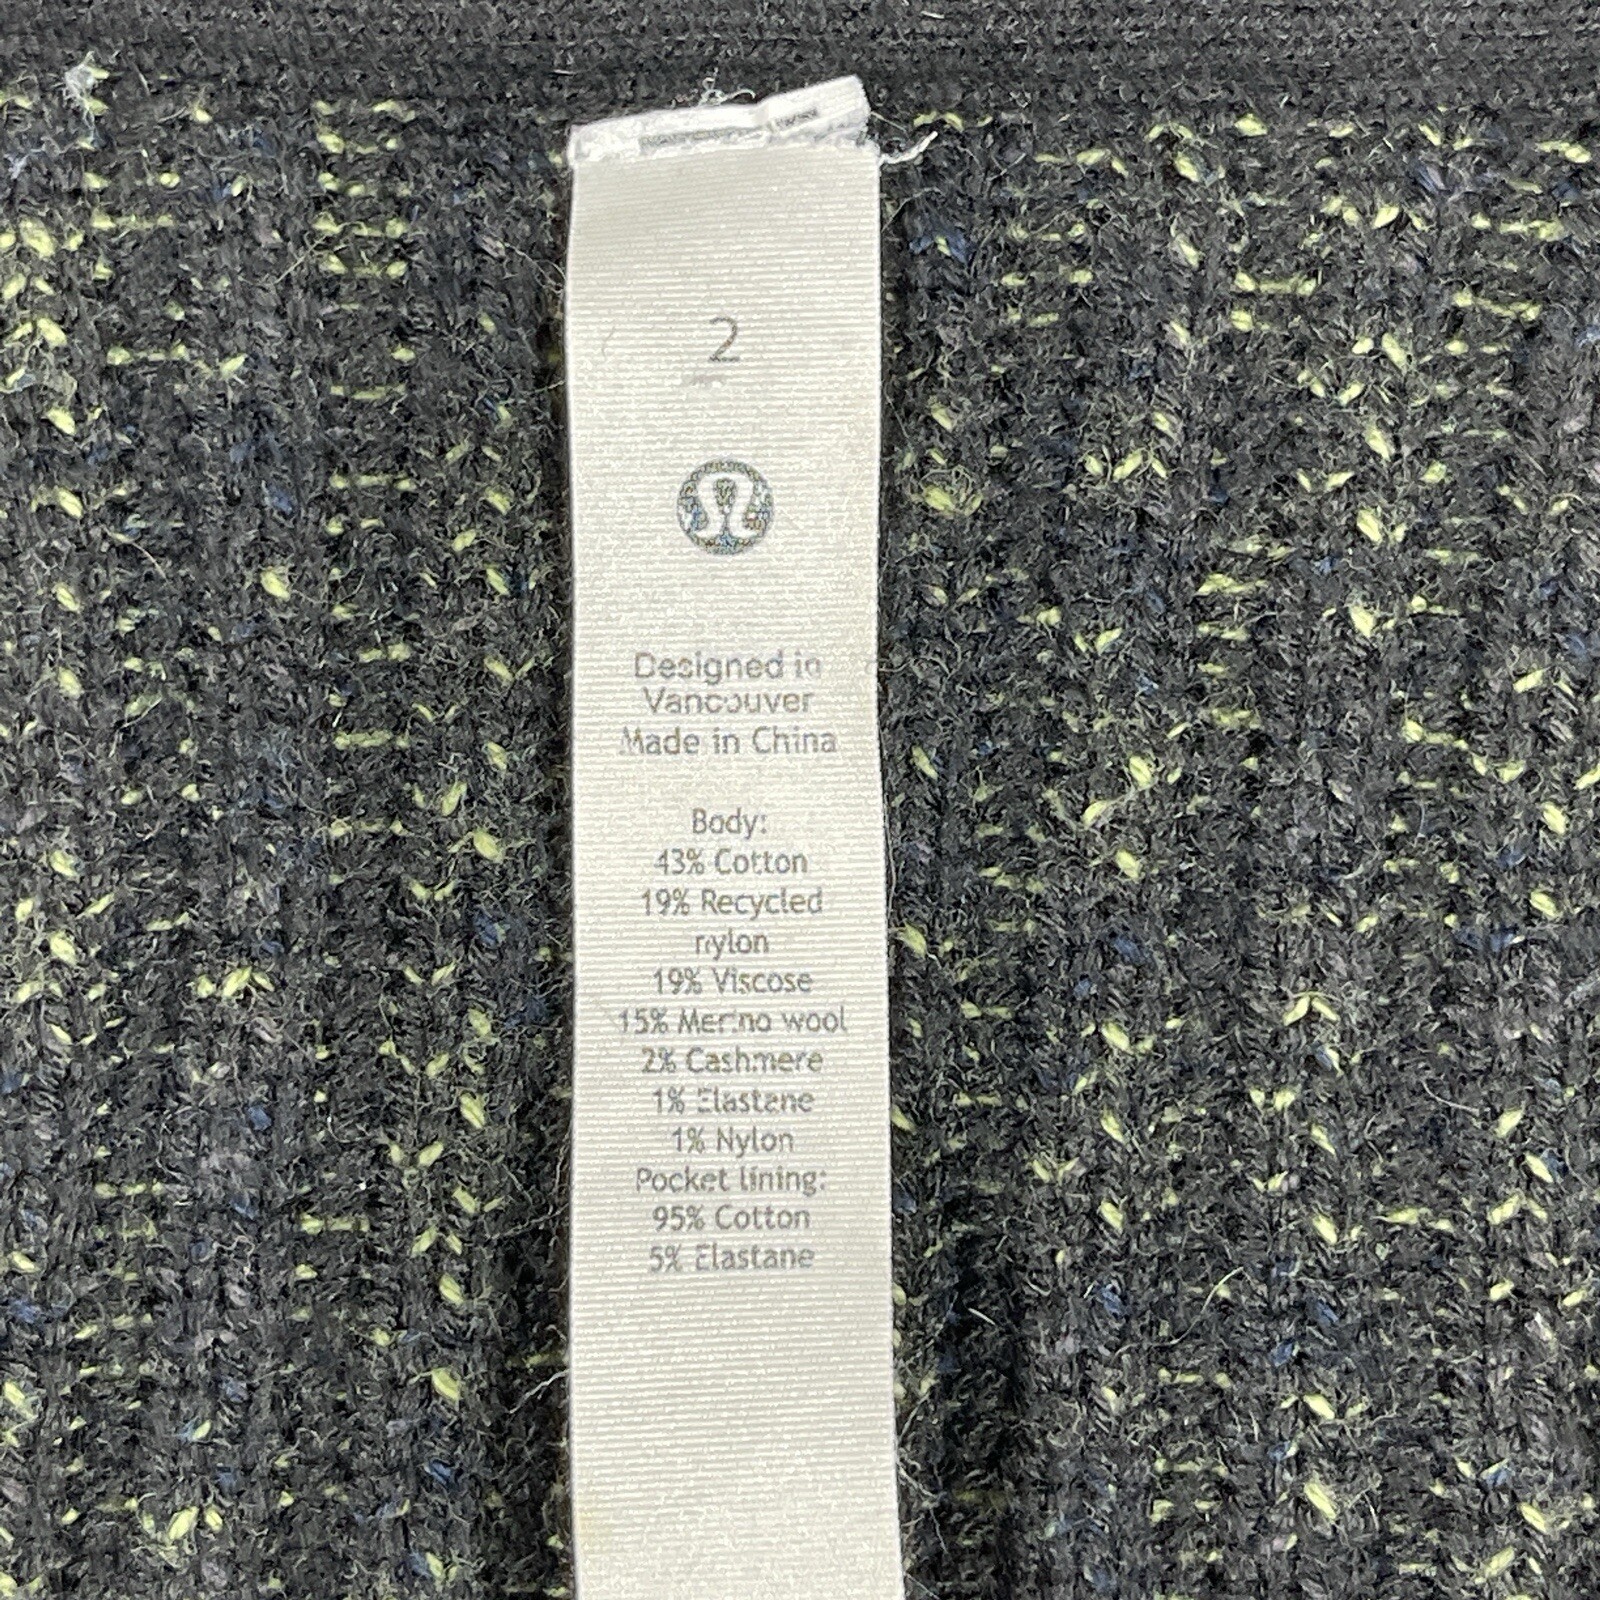 2
Designed in
Vancouver
Made in China
Body:
43% Cotton
19% Recycled
nylon
19% Viscose
15% Merino wool
2% Cashmere
1% Elastane
1% Nylon
Pocket lining:
95% Cotton
5% Elastane